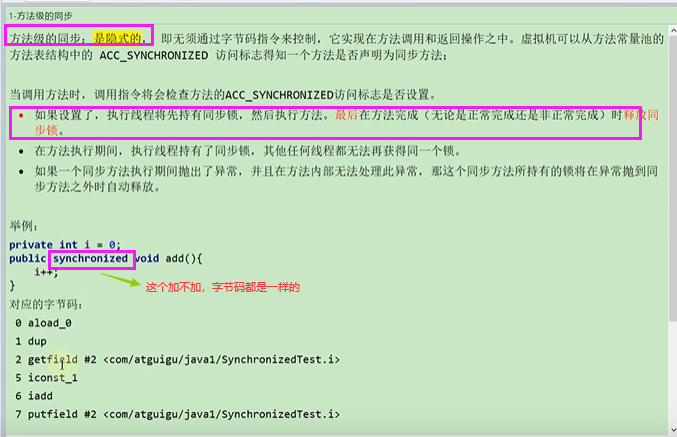 1-方法级的同步
方法级的同步：是隐式的， 即无须通过字节码指令来控制，它实现在方法调用和返回操作之中。虚拟机可以从方法常量池的
方法表结构中的 ACC_SYNCHRONIZED 访问标志得知一个方法是否声明为同步方法；
当调用方法时，调用指令将会检查方法的ACC_SYNCHRONIZED访问标志是否设置。
• 如果设置了，执行线程将先持有同步锁，然后执行方法。最后在方法完成（无论是正常完成还是非正常完成）时释放同
步锁。
• 在方法执行期间，执行线程持有了同步锁，其他任何线程都无法再获得同一个锁。
• 如果一个同步方法执行期间抛出了异常，并且在方法内部无法处理此异常，那这个同步方法所持有的锁将在异常抛到同
步方法之外时自动释放。
举例：
private int i = 0;
public synchronized void add(){
i++;
}
这个加不加，字节码都是一样的
对应的字节码：
0 aload_0
1 dup
2 getfield #2 <com/atguigu/java1/SynchronizedTest.i>
5 iconst_1
6 iadd
7 putfield #2 <com/atguigu/java1/SynchronizedTest.i>